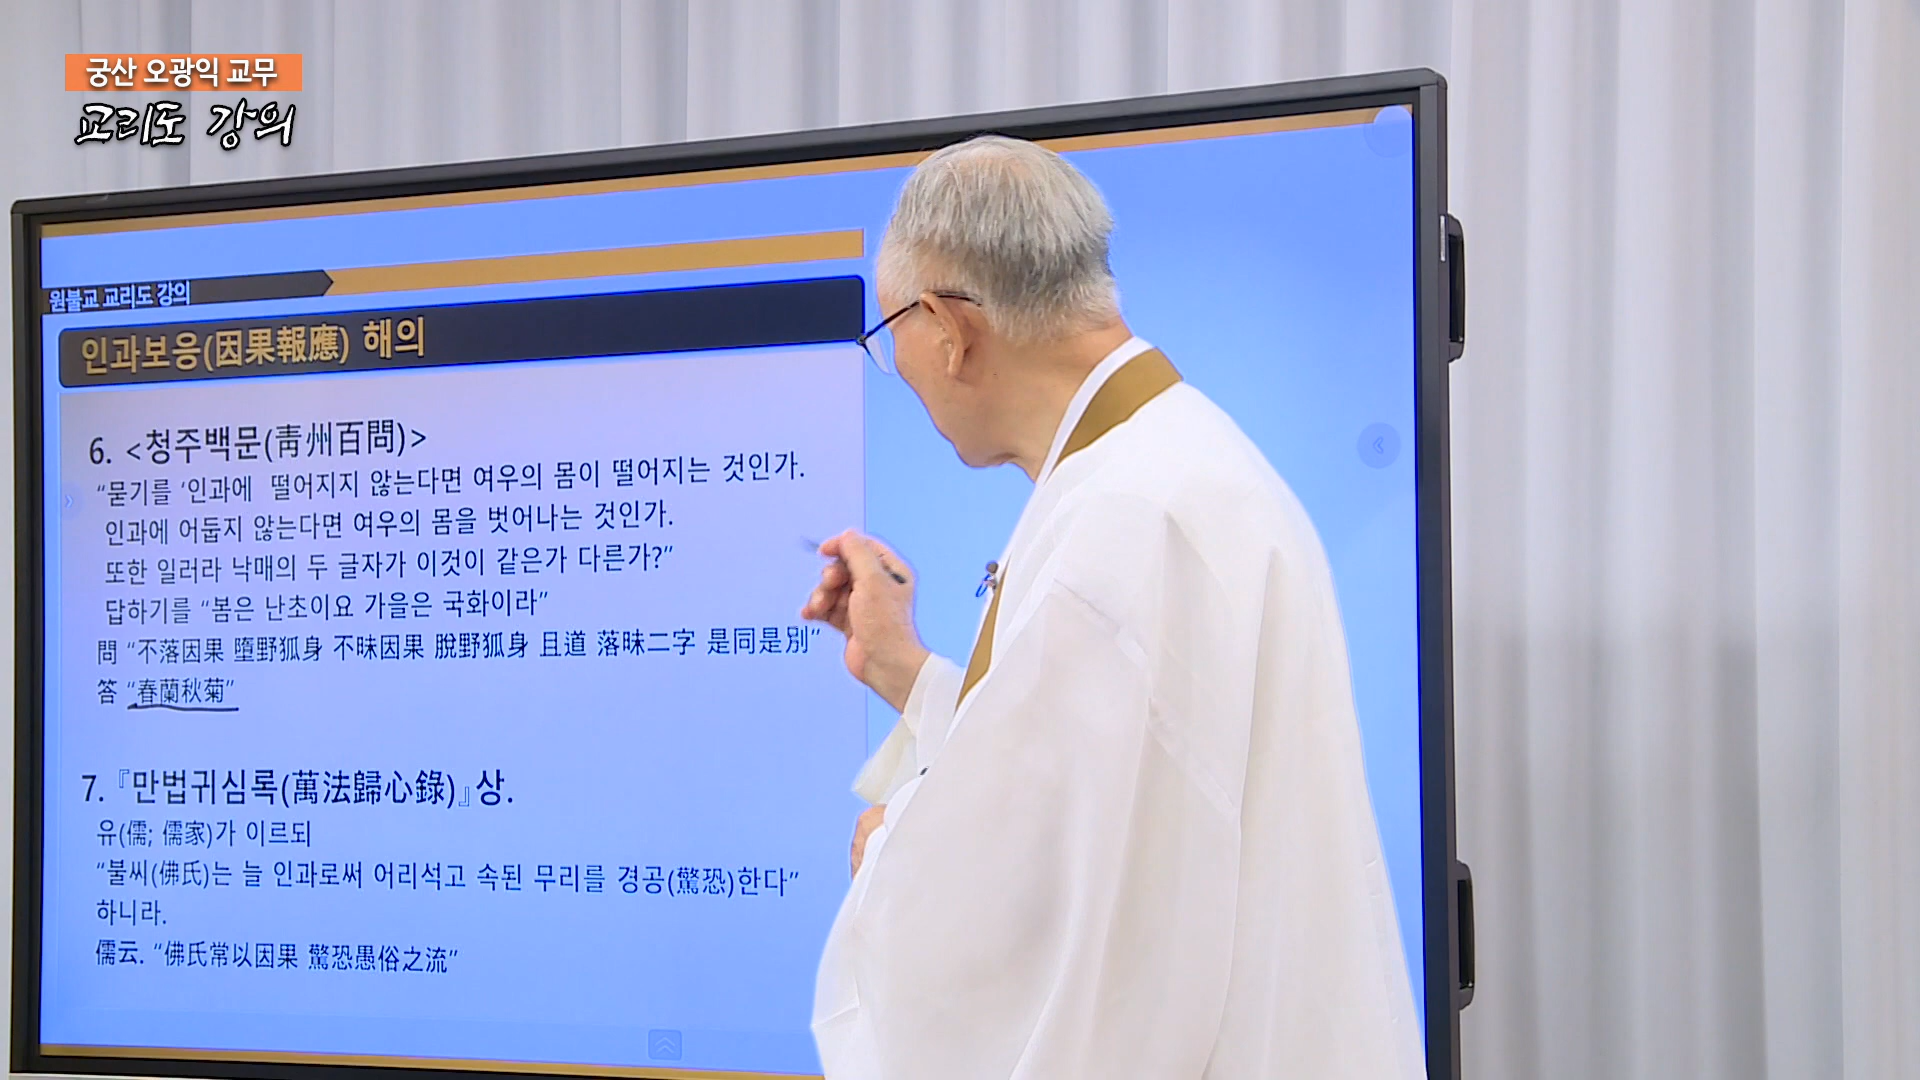 궁산 오광익 교무
교리도 강의
원불교 교리도 강의
인과보응(因果報應) 해의
6. <청주백문(靑州百問)>
“묻기를 ‘인과에 떨어지지 않는다면 여우의 몸이 떨어지는 것인가.
인과에 어둡지 않는다면 여우의 몸을 벗어나는 것인가.
또한 일러라 낙매의 두 글자가 이것이 같은가 다른가?”
답하기를 “봄은 난초이요 가을은 국화이라”
問 “不落因果 墮野狐身 不昧因果 脫野狐身 且道 落昧二字 是同是別”
答 “春蘭秋菊”
7. 『만법귀심록(萬法歸心錄)』상.
유(儒; 儒家)가 이르되
“불씨(佛氏)는 늘 인과로써 어리석고 속된 무리를 경공(驚恐)한다”
하니라.
儒云. “佛氏常以因果 驚恐愚俗之流”